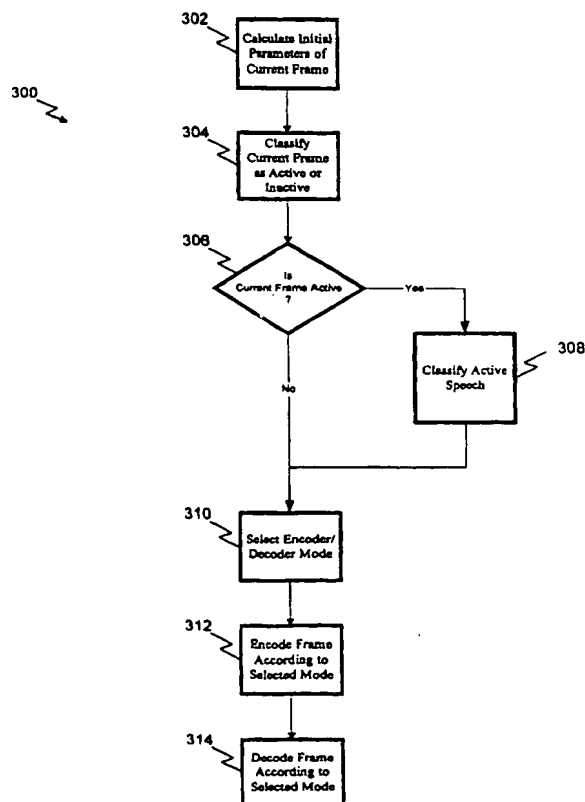 302
Calculate Initial
Parameters of
Current Frame
300
304
Classify
Current Frame
as Active or
Inactive
306
Is
Current Frame Active
?
Yes
308
Classify Active
Speech
No
310
Select Encoder/
Decoder Mode
312
Encode Frame
According to
Selected Mode
314
Decode Frame
According to
Selected Mode